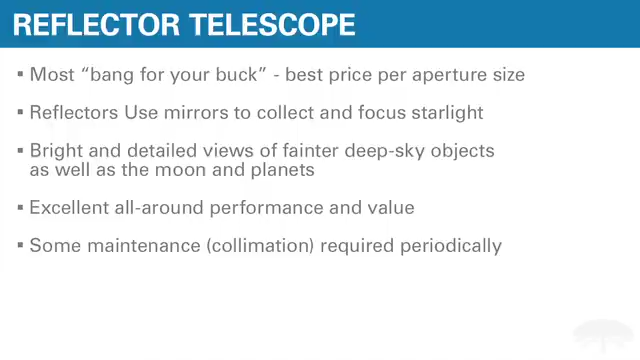 REFLECTOR TELESCOPE
▪ Most “bang for your buck” - best price per aperture size
▪ Reflectors Use mirrors to collect and focus starlight
▪ Bright and detailed views of fainter deep-sky objects
as well as the moon and planets
▪ Excellent all-around performance and value
▪ Some maintenance (collimation) required periodically